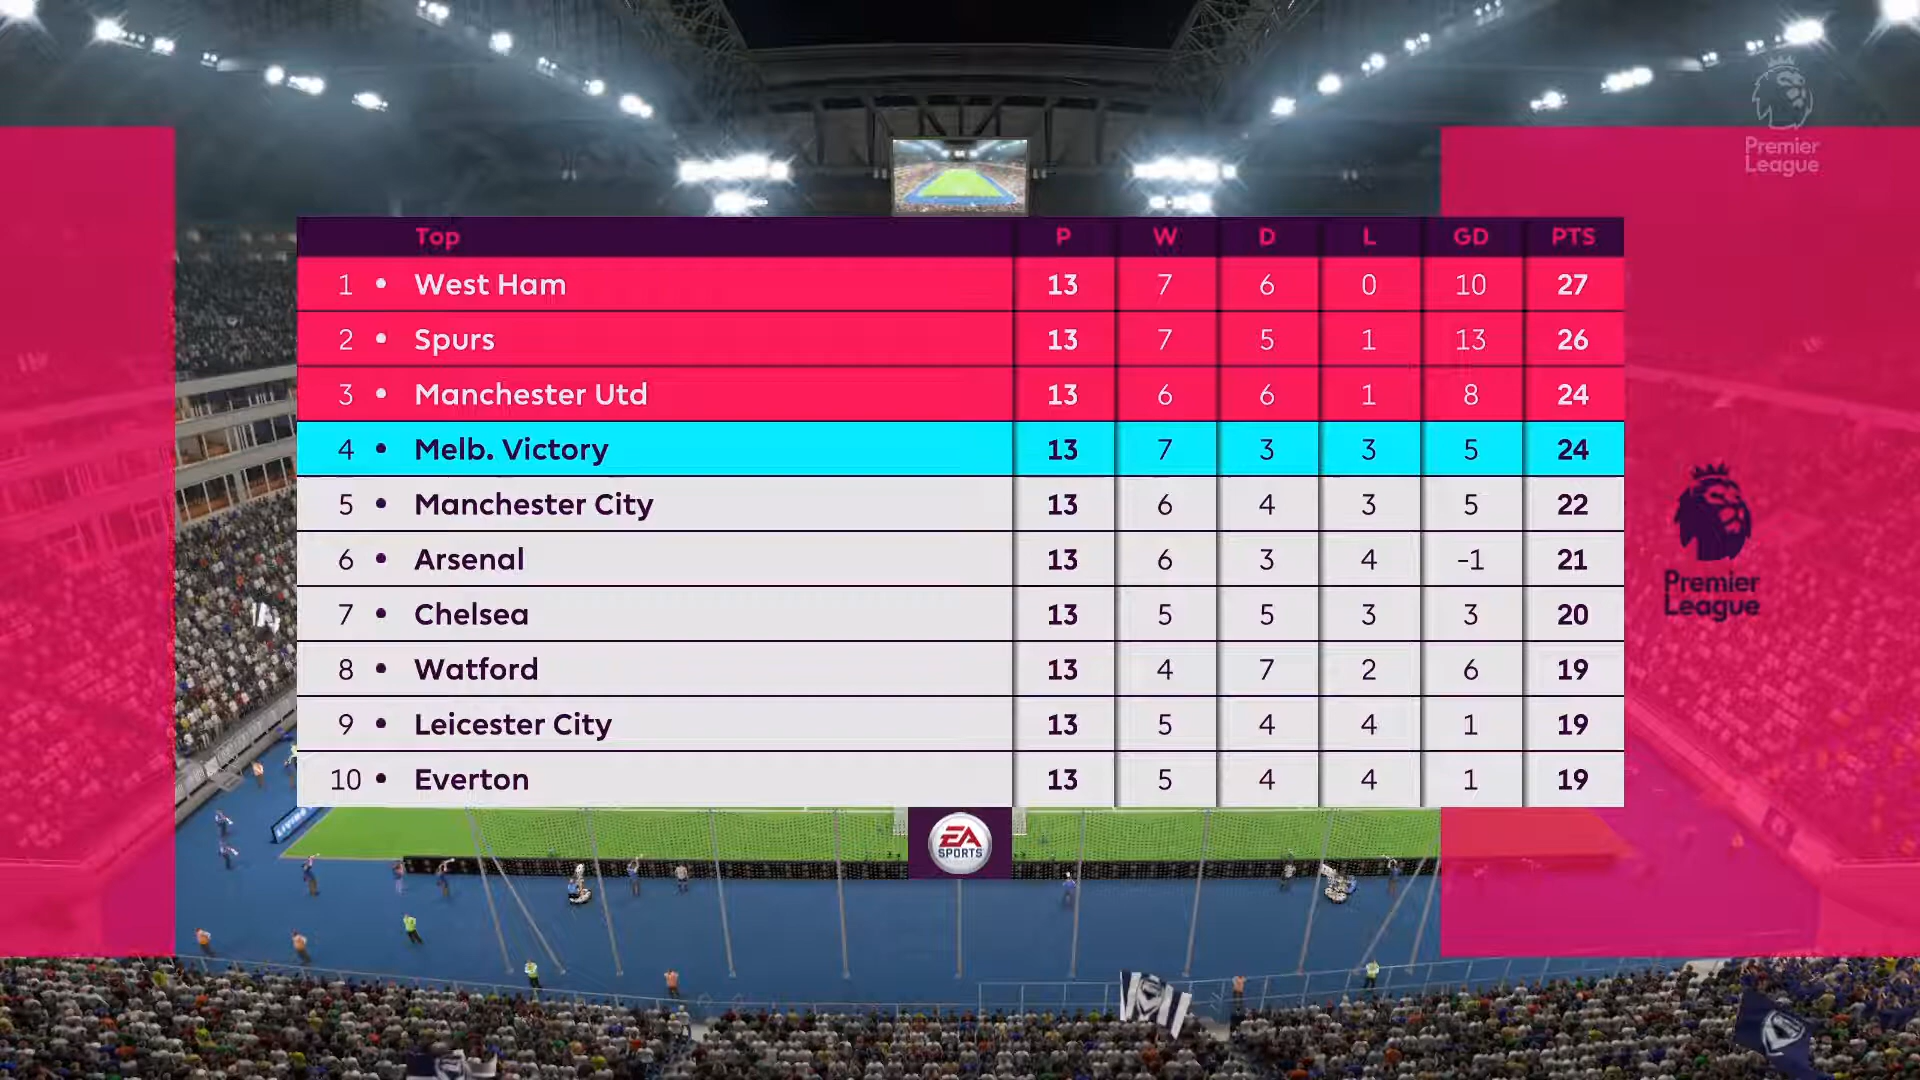 Premier
League
Top P W D L GD PTS
1 • West Ham 13 7 6 0 10 27
2 • Spurs 13 7 5 1 13 26
3 • Manchester Utd 13 6 6 1 8 24
4 • Melb. Victory 13 7 3 3 5 24
5 • Manchester City 13 6 4 3 5 22
6 • Arsenal 13 6 3 4 -1 21
7 • Chelsea 13 5 5 3 3 20
8 • Watford 13 4 7 2 6 19
9 • Leicester City 13 5 4 4 1 19
10 • Everton 13 5 4 4 1 19
Premier
League
EA
SPORTS
LIVING